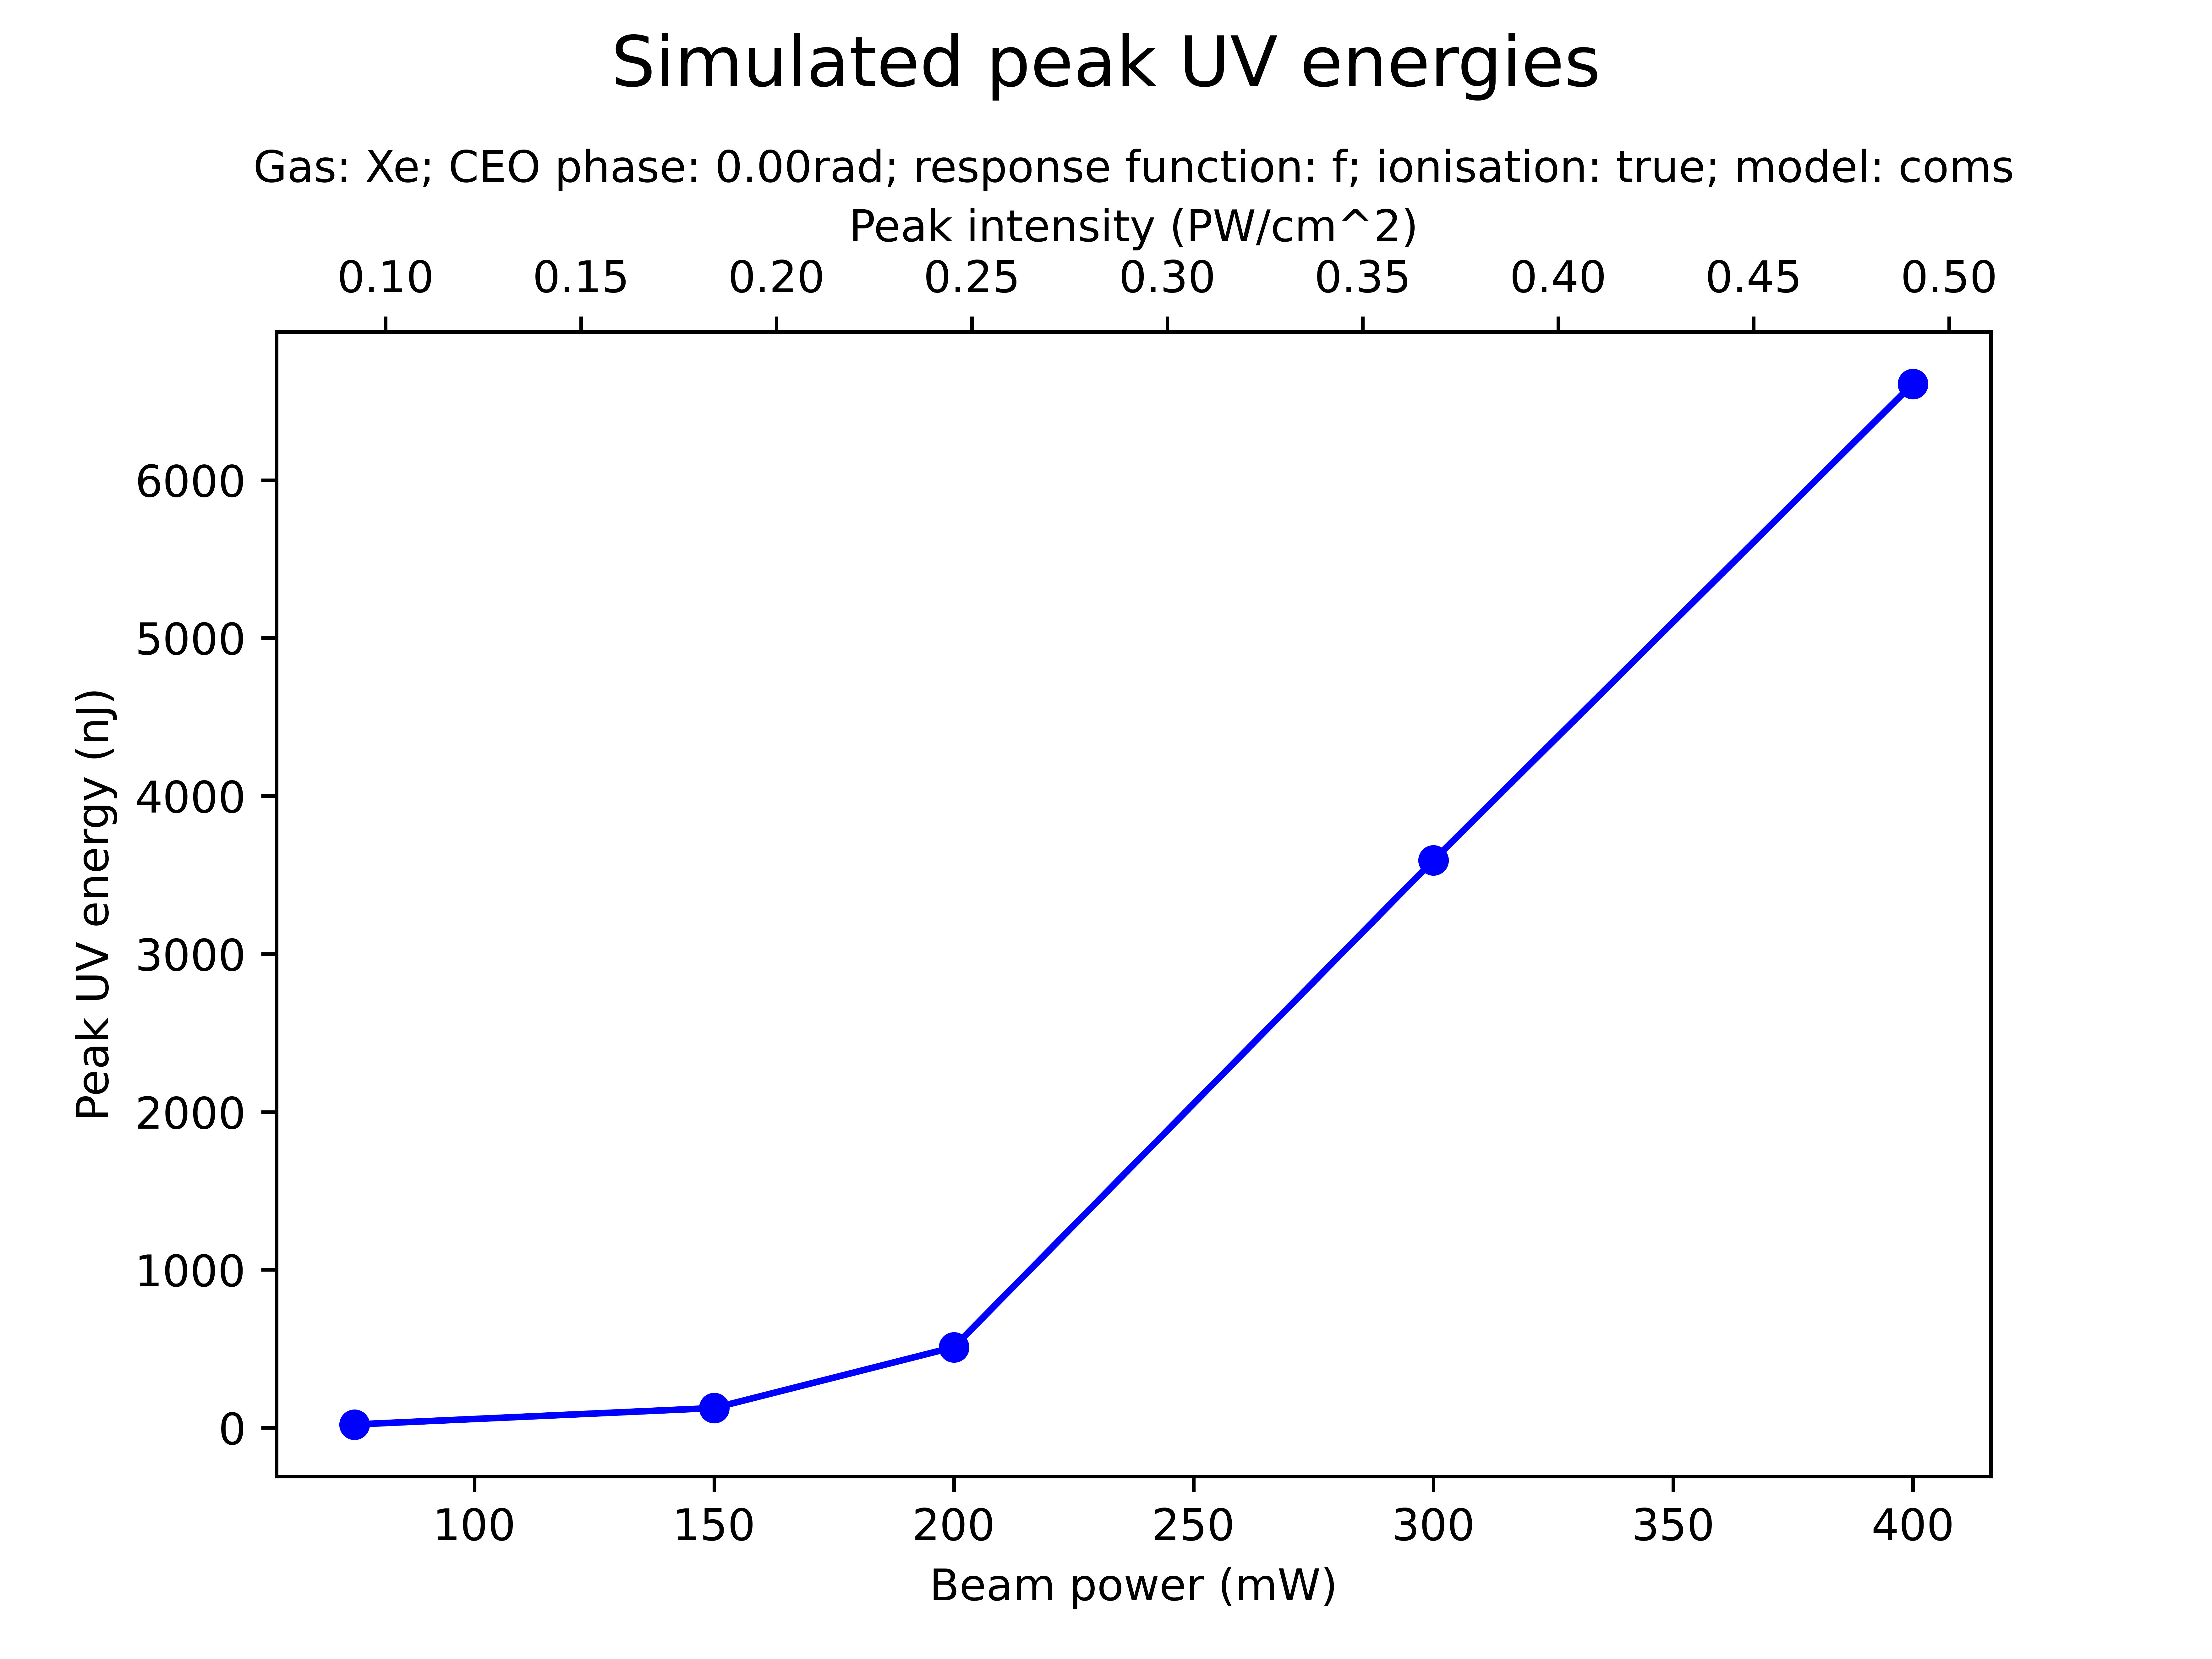 Simulated peak UV energies
Gas: Xe; CEO phase: 0.00rad; response function: f; ionisation: true; model: coms
Peak intensity (PW/cm^2)
0.10 0.15 0.20 0.25 0.30 0.35 0.40 0.45 0.50
6000
5000
4000
3000
2000
1000
0
Peak UV energy (nJ)
100 150 200 250 300 350 400
Beam power (mW)